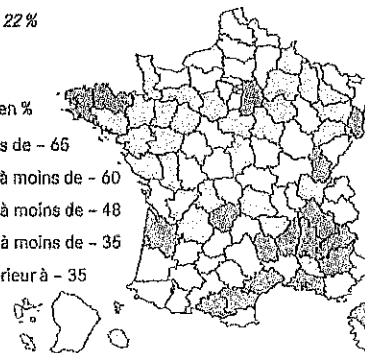 22 %
en %
s de – 65
à moins de – 60
à moins de – 48
à moins de – 35
rieur à – 35